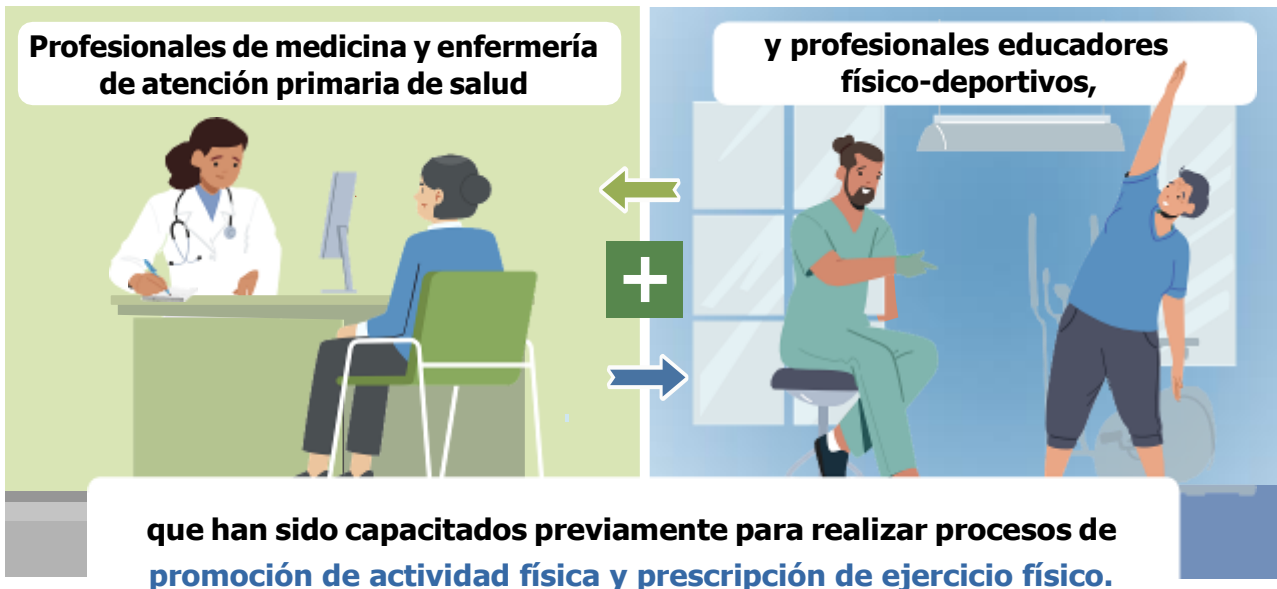 Profesionales de medicina y enfermería
de atención primaria de salud
y profesionales educadores
físico-deportivos,
que han sido capacitados previamente para realizar procesos de
promoción de actividad física y prescripción de ejercicio físico.